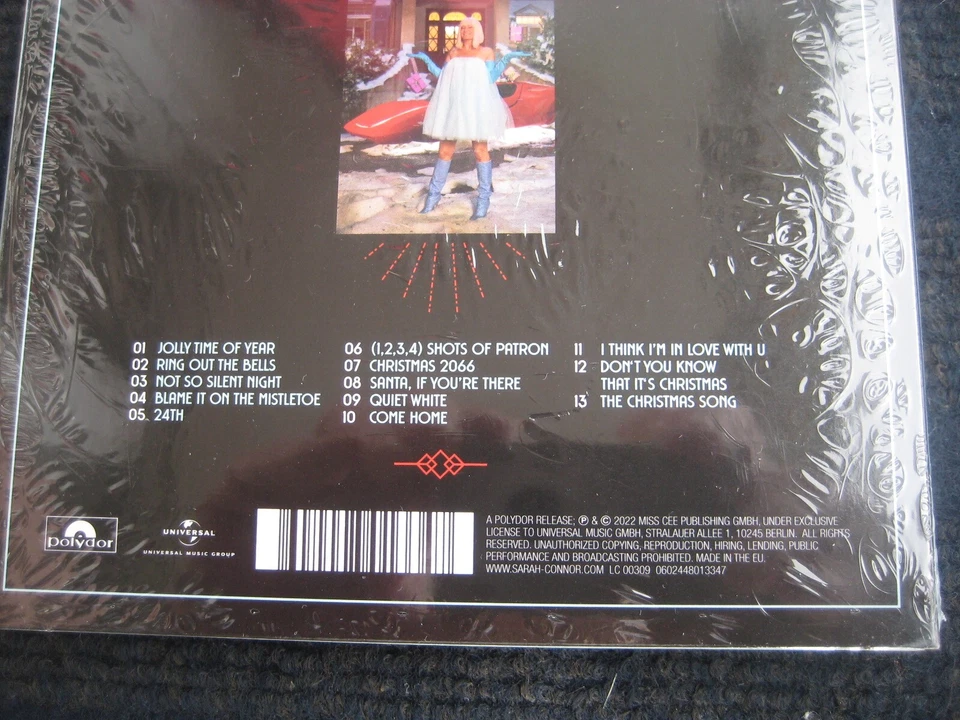 01 JOLLY TIME OF YEAR
02 RING OUT THE BELLS
03 NOT SO SILENT NIGHT
04 BLAME IT ON THE MISTLETOE
05 24TH
06 (1,2,3,4) SHOTS OF PATRON
07 CHRISTMAS 2066
08 SANTA, IF YOU'RE THERE
09 QUIET WHITE
10 COME HOME
11 I THINK I'M IN LOVE WITH U
12 DON'T YOU KNOW
THAT IT'S CHRISTMAS
13 THE CHRISTMAS SONG
polydor
UNIVERSAL
UNIVERSAL MUSIC GROUP
A POLYDOR RELEASE; ℗ & © 2022 MISS CEE PUBLISHING GMBH, UNDER EXCLUSIVE
LICENSE TO UNIVERSAL MUSIC GMBH, STRALAUER ALLEE 1, 10245 BERLIN. ALL RIGHTS
RESERVED. UNAUTHORIZED COPYING, REPRODUCTION, HIRING, LENDING, PUBLIC
PERFORMANCE AND BROADCASTING PROHIBITED. MADE IN THE EU.
WWW.SARAH-CONNOR.COM LC 00309 0602448013347